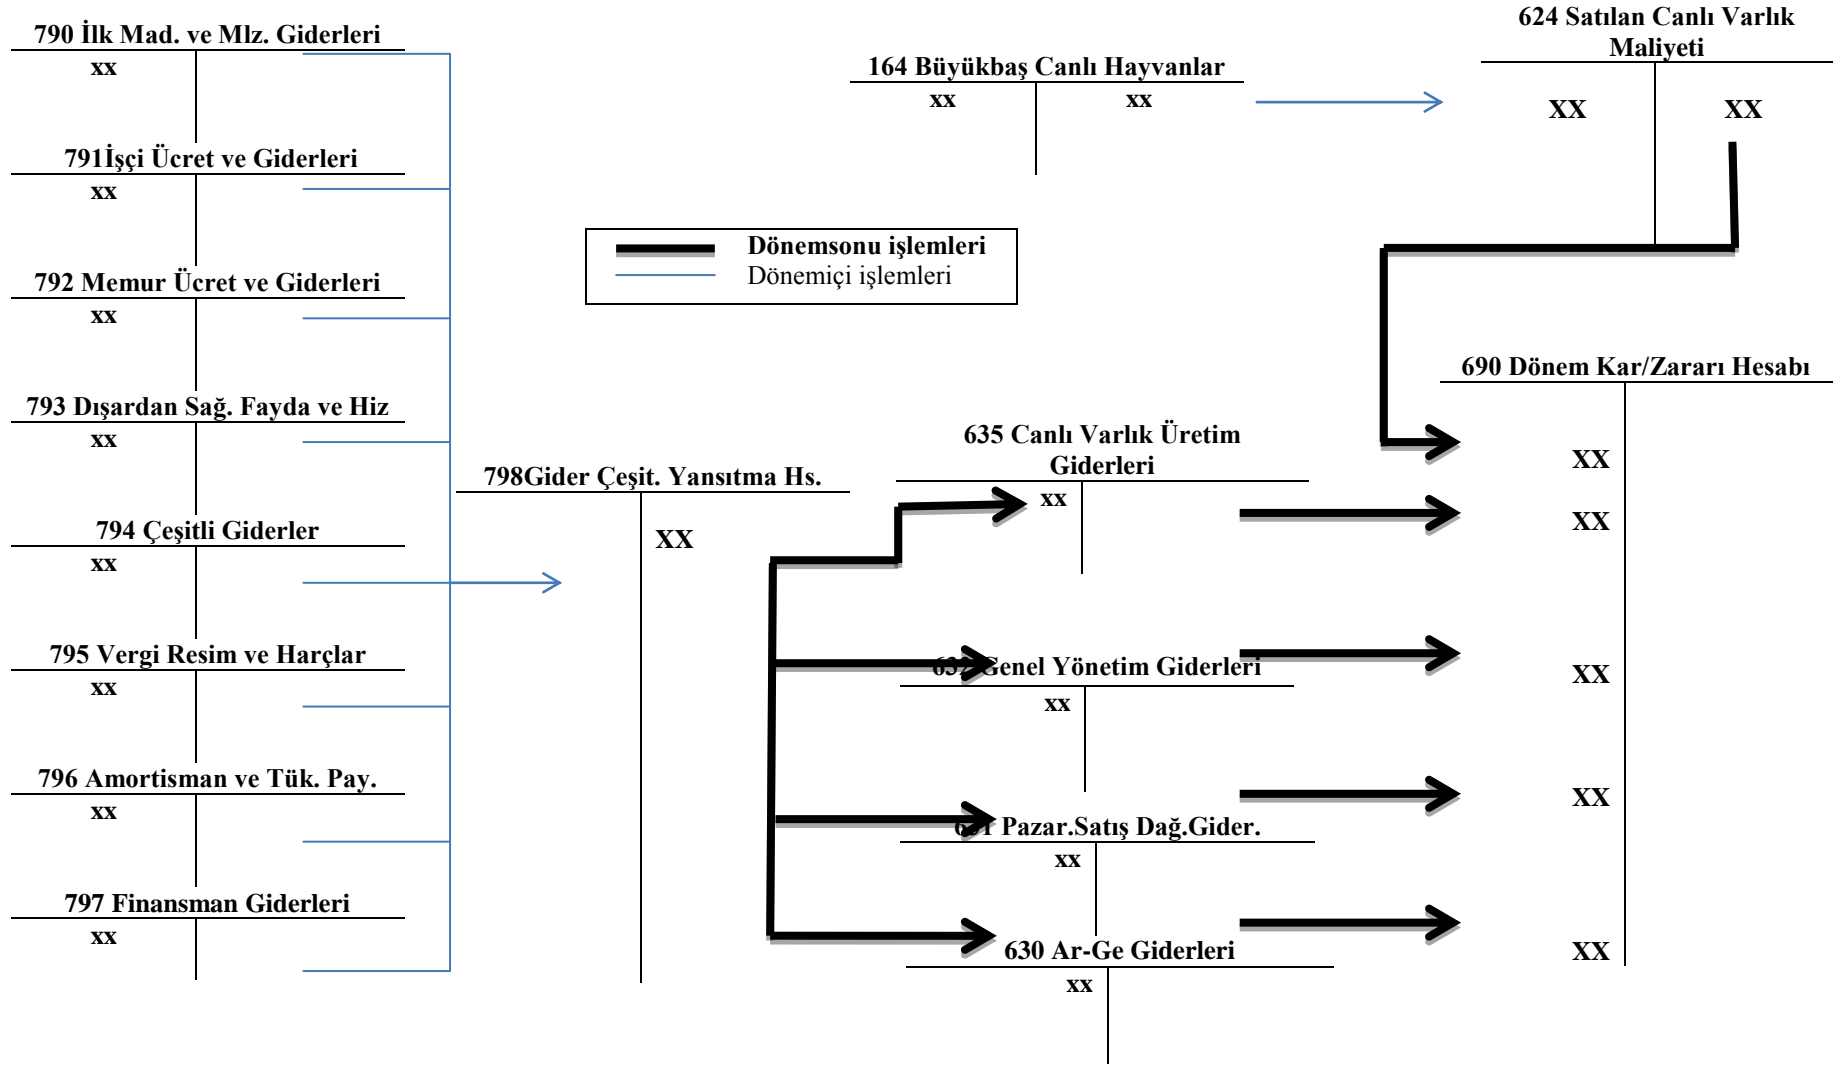 790 İlk Mad. ve Mlz. Giderleri
xx
791İşçi Ücret ve Giderleri
xx
792 Memur Ücret ve Giderleri
xx
793 Dışardan Sağ. Fayda ve Hiz
xx
794 Çeşitli Giderler
xx
795 Vergi Resim ve Harçlar
xx
796 Amortisman ve Tük. Pay.
xx
797 Finansman Giderleri
xx
798Gider Çeşit. Yansıtma Hs.
XX
164 Büyükbaş Canlı Hayvanlar
xx xx
Dönemsonu işlemleri
Dönemiçi işlemleri
635 Canlı Varlık Üretim
Giderleri
xx
632 Genel Yönetim Giderleri
xx
631 Pazar.Satış Dağ.Gider.
xx
630 Ar-Ge Giderleri
xx
624 Satılan Canlı Varlık
Maliyeti
XX XX
690 Dönem Kar/Zararı Hesabı
XX
XX
XX
XX
XX